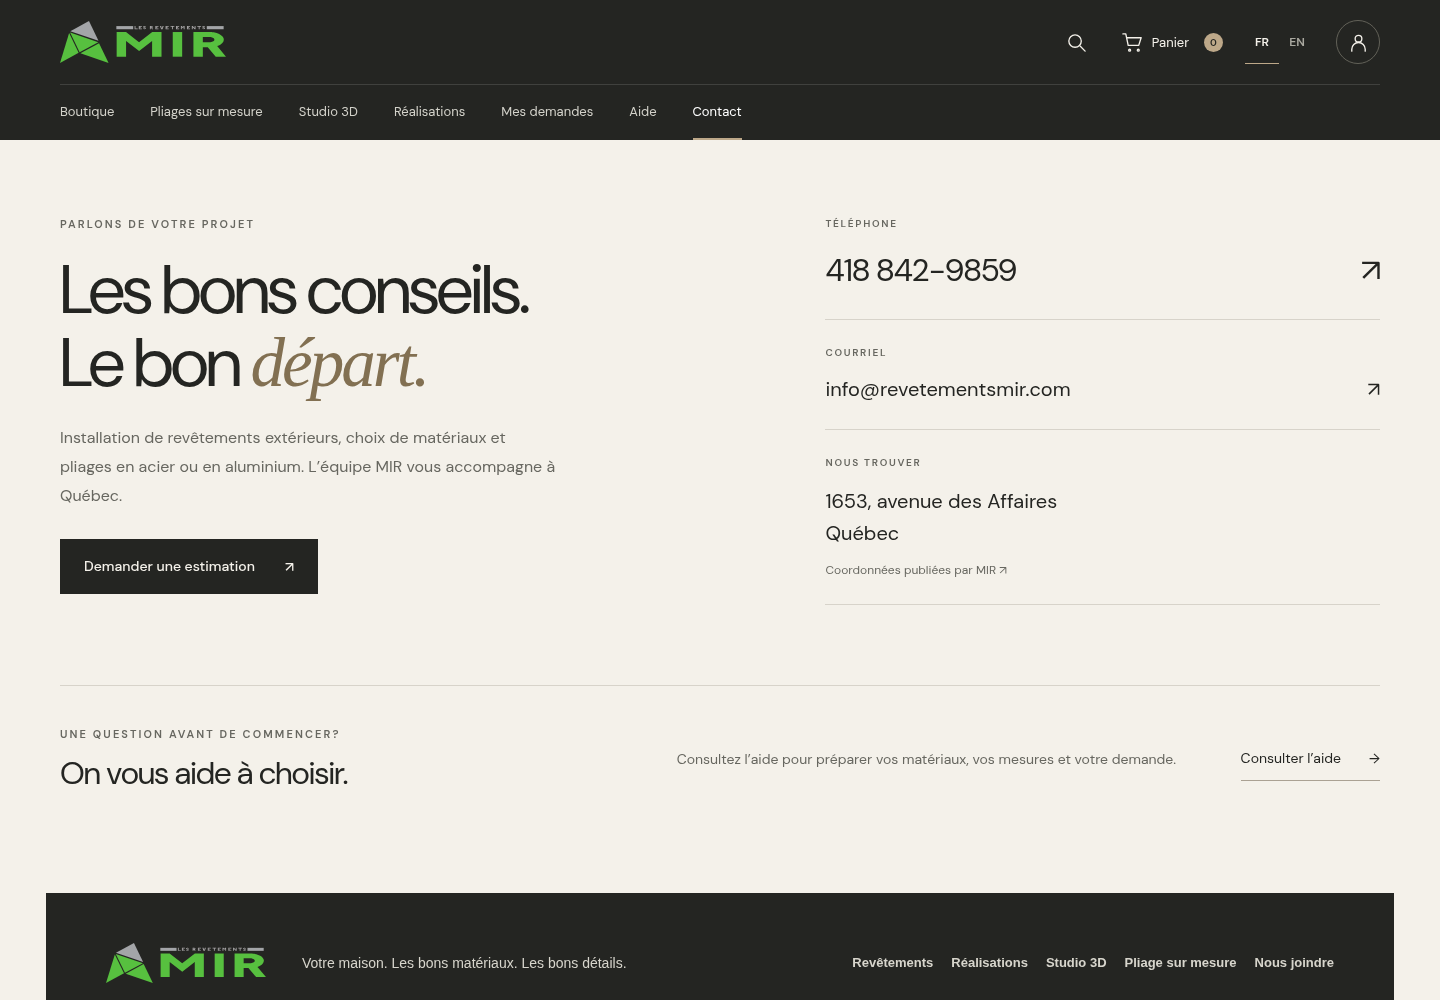 LES REVÊTEMENTS
MIR
Panier 0 FR EN
Boutique Pliages sur mesure Studio 3D Réalisations Mes demandes Aide Contact
PARLONS DE VOTRE PROJET
Les bons conseils.
Le bon départ.
Installation de revêtements extérieurs, choix de matériaux et
pliages en acier ou en aluminium. L’équipe MIR vous accompagne à
Québec.
Demander une estimation
TÉLÉPHONE
418 842-9859
COURRIEL
info@revetementsmir.com
NOUS TROUVER
1653, avenue des Affaires
Québec
Coordonnées publiées par MIR
UNE QUESTION AVANT DE COMMENCER?
On vous aide à choisir.
Consultez l’aide pour préparer vos matériaux, vos mesures et votre demande.
Consulter l’aide
LES REVÊTEMENTS
MIR
Votre maison. Les bons matériaux. Les bons détails.
Revêtements Réalisations Studio 3D Pliage sur mesure Nous joindre